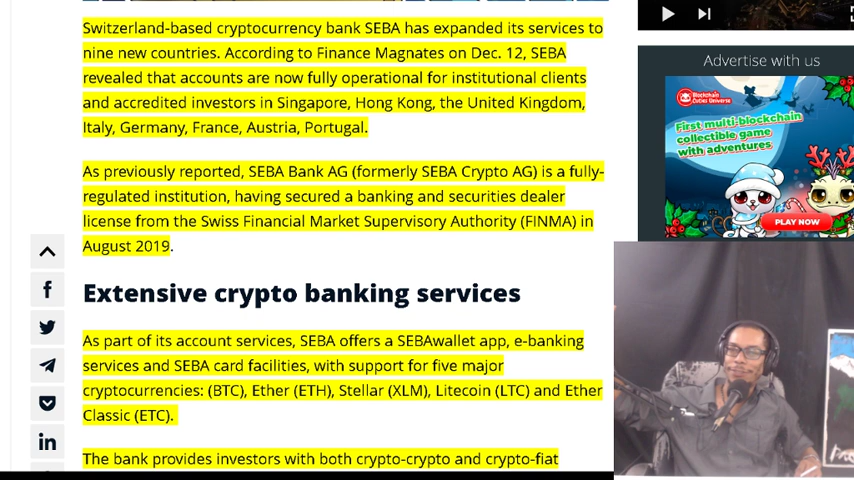 Switzerland-based cryptocurrency bank SEBA has expanded its services to
nine new countries. According to Finance Magnates on Dec. 12, SEBA
revealed that accounts are now fully operational for institutional clients
and accredited investors in Singapore, Hong Kong, the United Kingdom,
Italy, Germany, France, Austria, Portugal.
As previously reported, SEBA Bank AG (formerly SEBA Crypto AG) is a fully-
regulated institution, having secured a banking and securities dealer
license from the Swiss Financial Market Supervisory Authority (FINMA) in
August 2019.
Extensive crypto banking services
As part of its account services, SEBA offers a SEBAwallet app, e-banking
services and SEBA card facilities, with support for five major
cryptocurrencies: (BTC), Ether (ETH), Stellar (XLM), Litecoin (LTC) and Ether
Classic (ETC).
The bank provides investors with both crypto-crypto and crypto-fiat
Advertise with us
Blockchain
Cuties Universe
First multi-blockchain
collectible game
with adventures
PLAY NOW